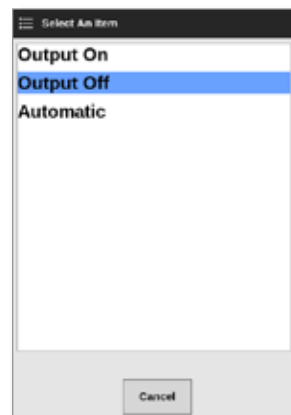 Select An Item
Output On
Output Off
Automatic
Cancel